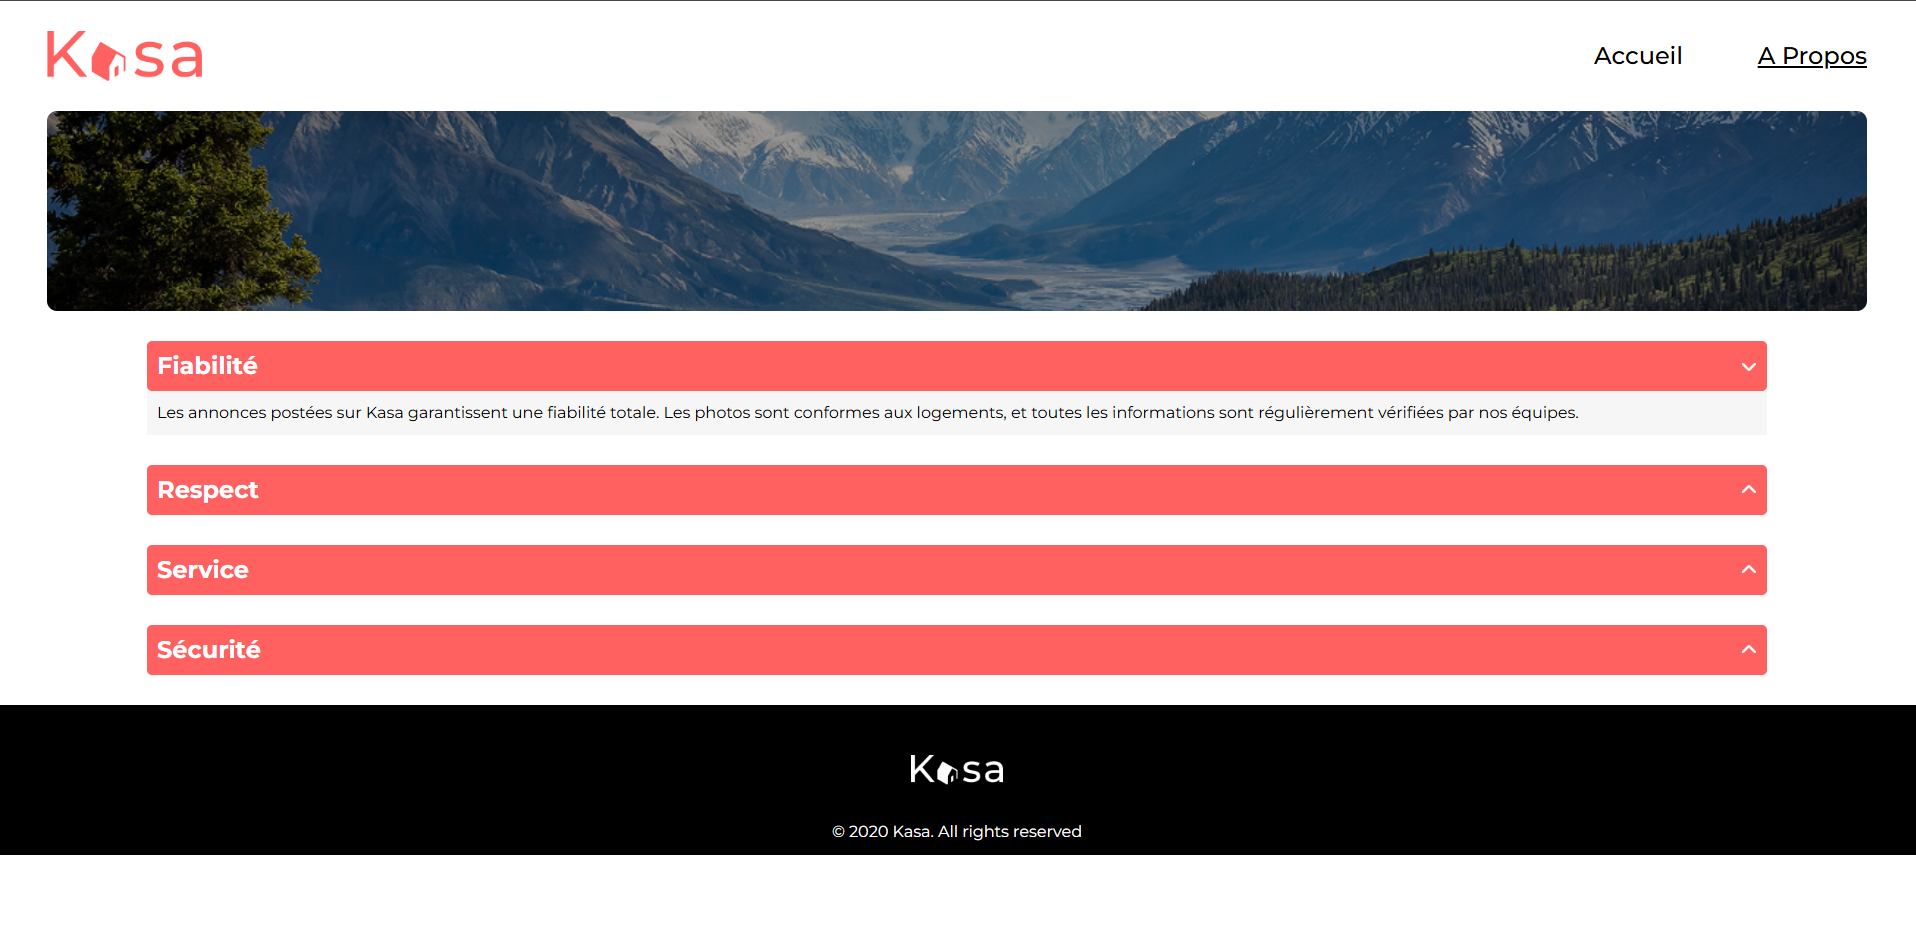 Kasa
Accueil
A Propos
Fiabilité
Les annonces postées sur Kasa garantissent une fiabilité totale. Les photos sont conformes aux logements, et toutes les informations sont régulièrement vérifiées par nos équipes.
Respect
Service
Sécurité
Kasa
© 2020 Kasa. All rights reserved